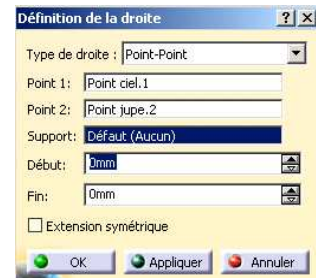 Définition de la droite
Type de droite : Point-Point
Point 1: Point ciel.1
Point 2: Point jupe.2
Support: Défaut (Aucun)
Début: 0mm
Fin: 0mm
Extension symétrique
OK Appliquer Annuler